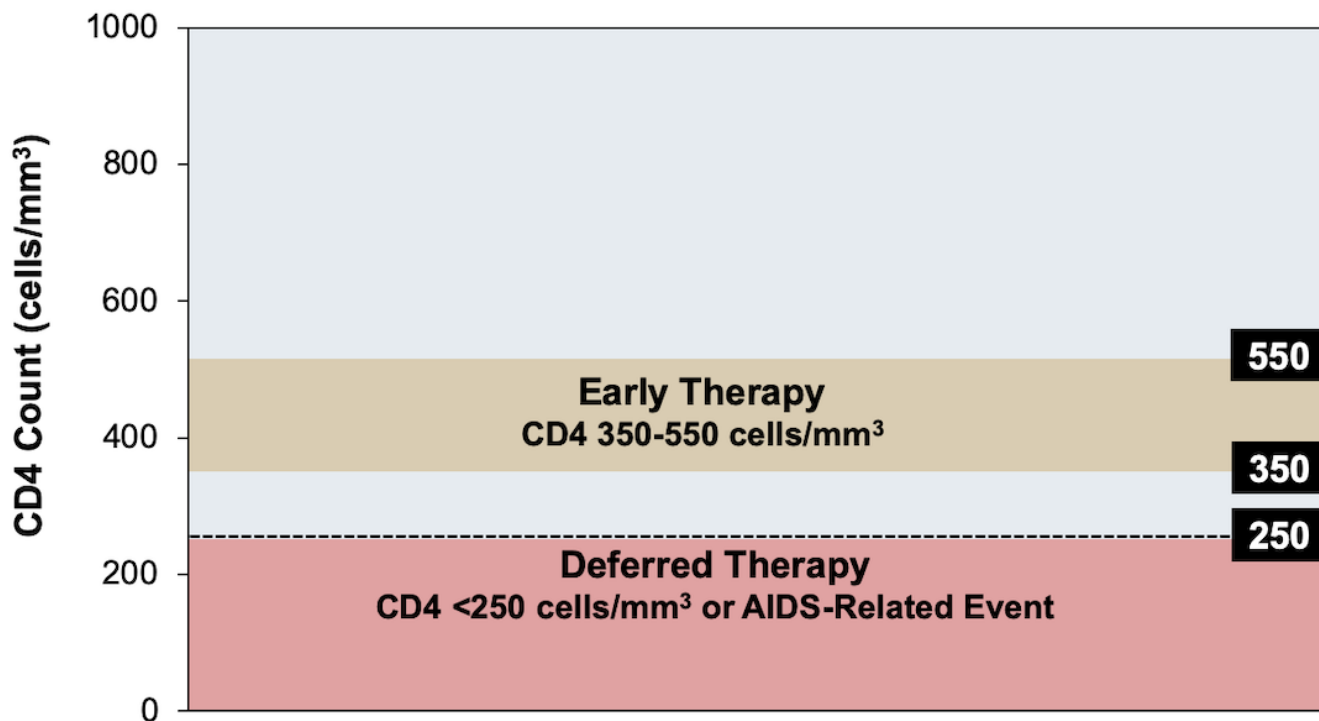 CD4 Count (cells/mm³)
1000
800
600
400
200
0
550
Early Therapy
CD4 350-550 cells/mm³
350
250
Deferred Therapy
CD4 <250 cells/mm³ or AIDS-Related Event